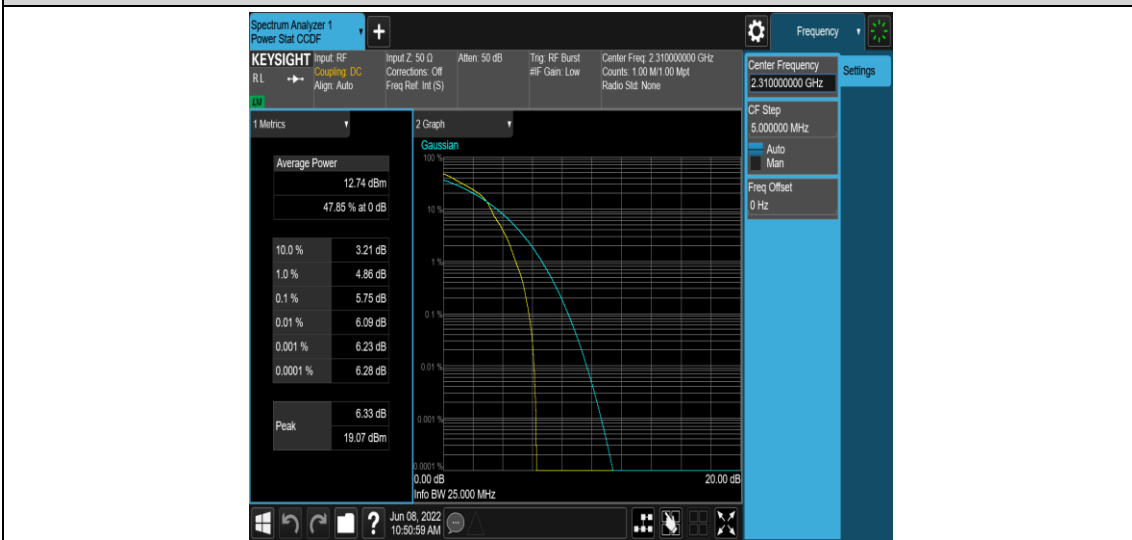 Spectrum Analyzer 1
Power Stat CCDF
Frequency
KEYSIGHT
RL
LXI
Input: RF
Coupling: DC
Align: Auto
Input Z: 50 Ω
Corrections: Off
Freq Ref: Int (S)
Atten: 50 dB
Trig: RF Burst
#IF Gain: Low
Center Freq: 2.310000000 GHz
Counts: 1.00 M/1.00 Mpt
Radio Std: None
Center Frequency
2.310000000 GHz
Settings
CF Step
5.000000 MHz
Auto
Man
Freq Offset
0 Hz
1 Metrics
Average Power
12.74 dBm
47.85 % at 0 dB
10.0 % 3.21 dB
1.0 % 4.86 dB
0.1 % 5.75 dB
0.01 % 6.09 dB
0.001 % 6.23 dB
0.0001 % 6.28 dB
Peak
6.33 dB
19.07 dBm
2 Graph
Gaussian
100 %
10 %
1 %
0.1 %
0.01 %
0.001 %
0.0001 %
0.00 dB 20.00 dB
Info BW 25.000 MHz
?
Jun 08, 2022
10:50:59 AM